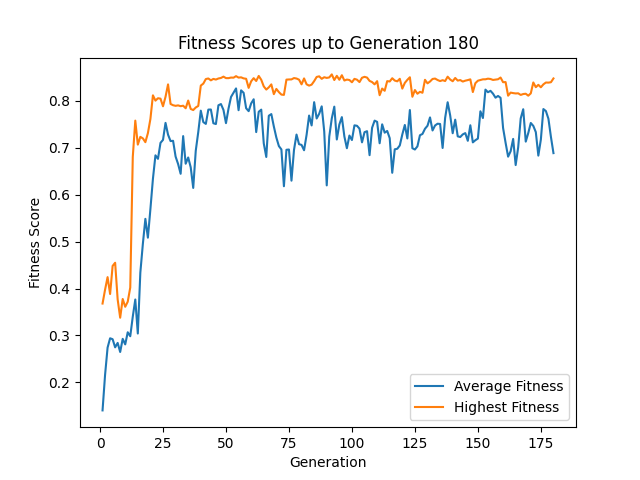 Fitness Scores up to Generation 180
Fitness Score
0.8
0.7
0.6
0.5
0.4
0.3
0.2
Average Fitness
Highest Fitness
0 25 50 75 100 125 150 175
Generation